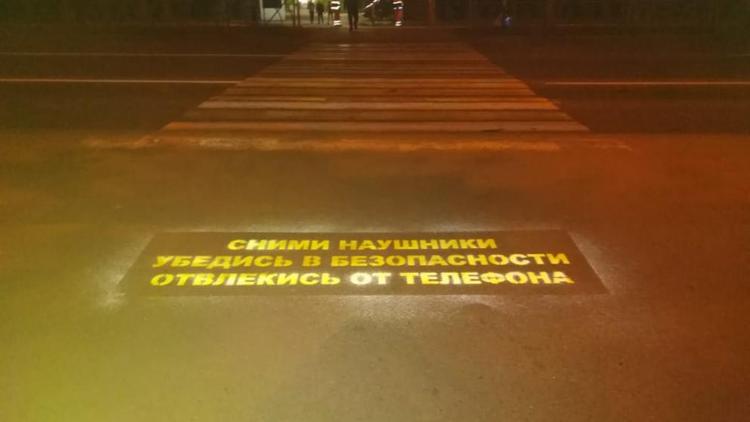 СНИМИ НАУШНИКИ
УБЕДИСЬ В БЕЗОПАСНОСТИ
ОТВЛЕКИСЬ ОТ ТЕЛЕФОНА